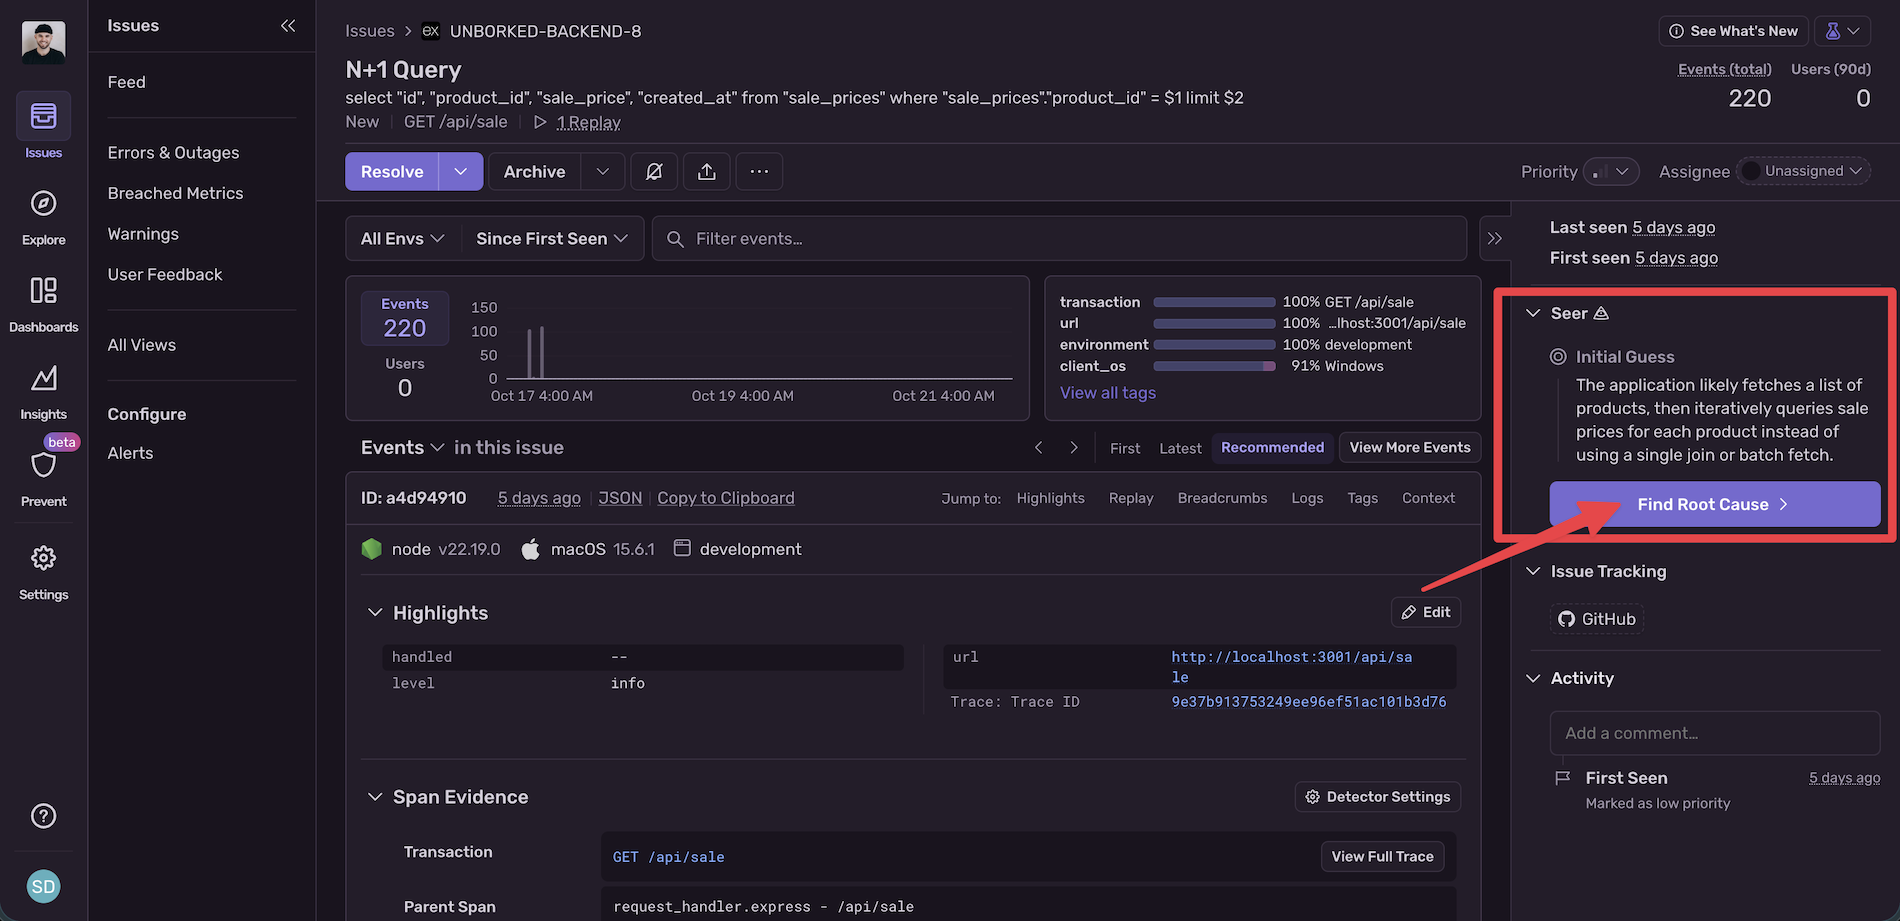 Issues
Explore
Dashboards
Insights
beta
Prevent
Settings
SD
Issues
Feed
Errors & Outages
Breached Metrics
Warnings
User Feedback
All Views
Configure
Alerts
Issues > ex UNBORKED-BACKEND-8
See What's New
N+1 Query
select "id", "product_id", "sale_price", "created_at" from "sale_prices" where "sale_prices"."product_id" = $1 limit $2
New | GET /api/sale | 1 Replay
Events (total) Users (90d)
220 0
Resolve Archive
Priority Assignee Unassigned
All Envs Since First Seen Filter events...
Events
220
Users
0
150
100
50
0
Oct 17 4:00 AM Oct 19 4:00 AM Oct 21 4:00 AM
transaction 100% GET /api/sale
url 100% ...lhost:3001/api/sale
environment 100% development
client_os 91% Windows
View all tags
Events in this issue
First Latest Recommended View More Events
ID: a4d94910 5 days ago | JSON | Copy to Clipboard
Jump to: Highlights Replay Breadcrumbs Logs Tags Context
node v22.19.0 macOS 15.6.1 development
Highlights
Edit
handled --
level info
url http://localhost:3001/api/sa
le
Trace: Trace ID 9e37b913753249ee96ef51ac101b3d76
Span Evidence
Detector Settings
Transaction GET /api/sale
View Full Trace
Parent Span request_handler.express - /api/sale
Last seen 5 days ago
First seen 5 days ago
Seer
Initial Guess
The application likely fetches a list of
products, then iteratively queries sale
prices for each product instead of
using a single join or batch fetch.
Find Root Cause >
Issue Tracking
GitHub
Activity
Add a comment...
First Seen 5 days ago
Marked as low priority